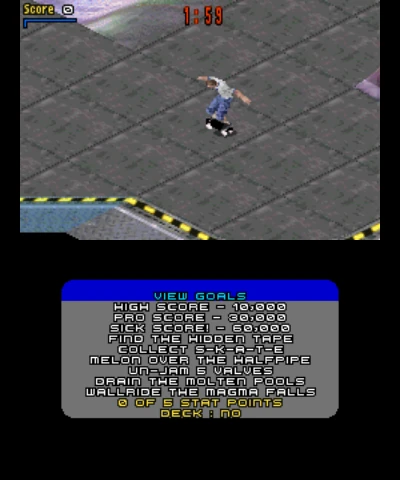 Score 0
1:59
VIEW GOALS
HIGH SCORE - 10,000
PRO SCORE - 30,000
SICK SCORE! - 60,000
FIND THE HIDDEN TAPE
COLLECT S-K-A-T-E
MELON OVER THE HALFPIPE
UN-JAM 5 VALVES
DRAIN THE MOLTEN POOLS
WALLRIDE THE MAGMA FALLS
0 OF 5 STAT POINTS
DECK : NO